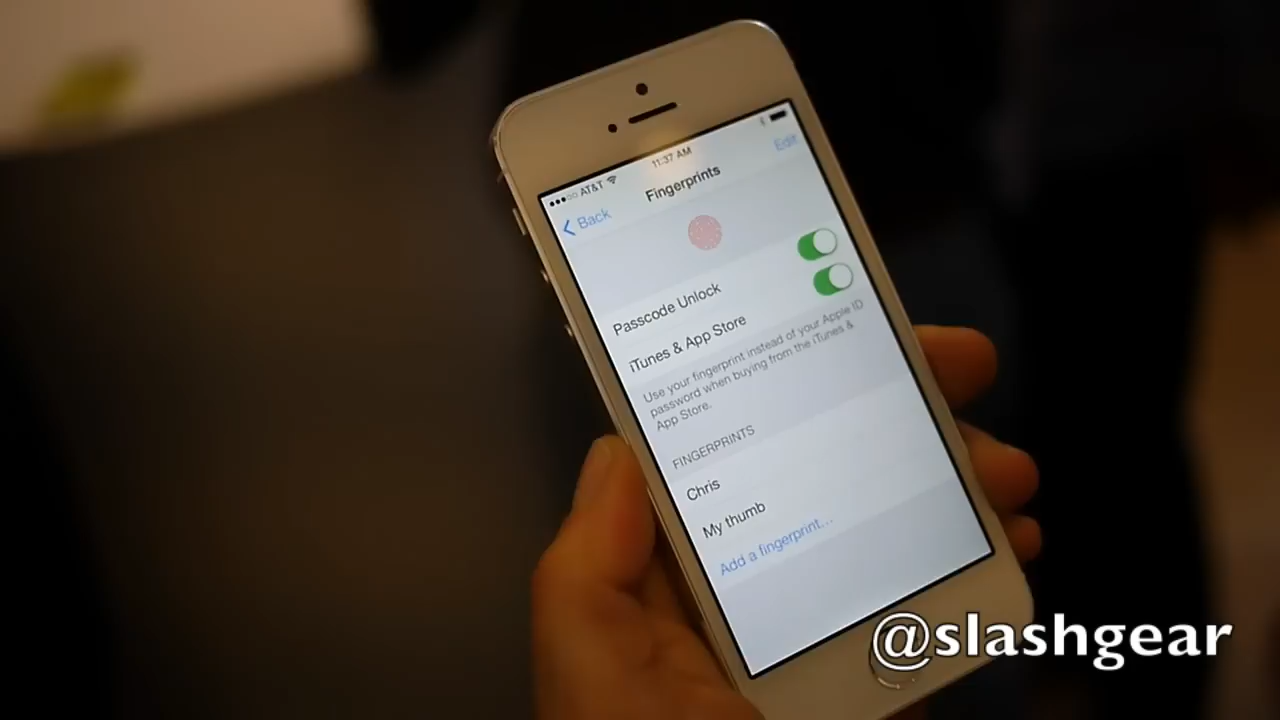 AT&T
11:37 AM
Back
Fingerprints
Edit
Passcode Unlock
iTunes & App Store
Use your fingerprint instead of your Apple ID
password when buying from the iTunes &
App Store.
FINGERPRINTS
Chris
My thumb
Add a fingerprint...
@slashgear